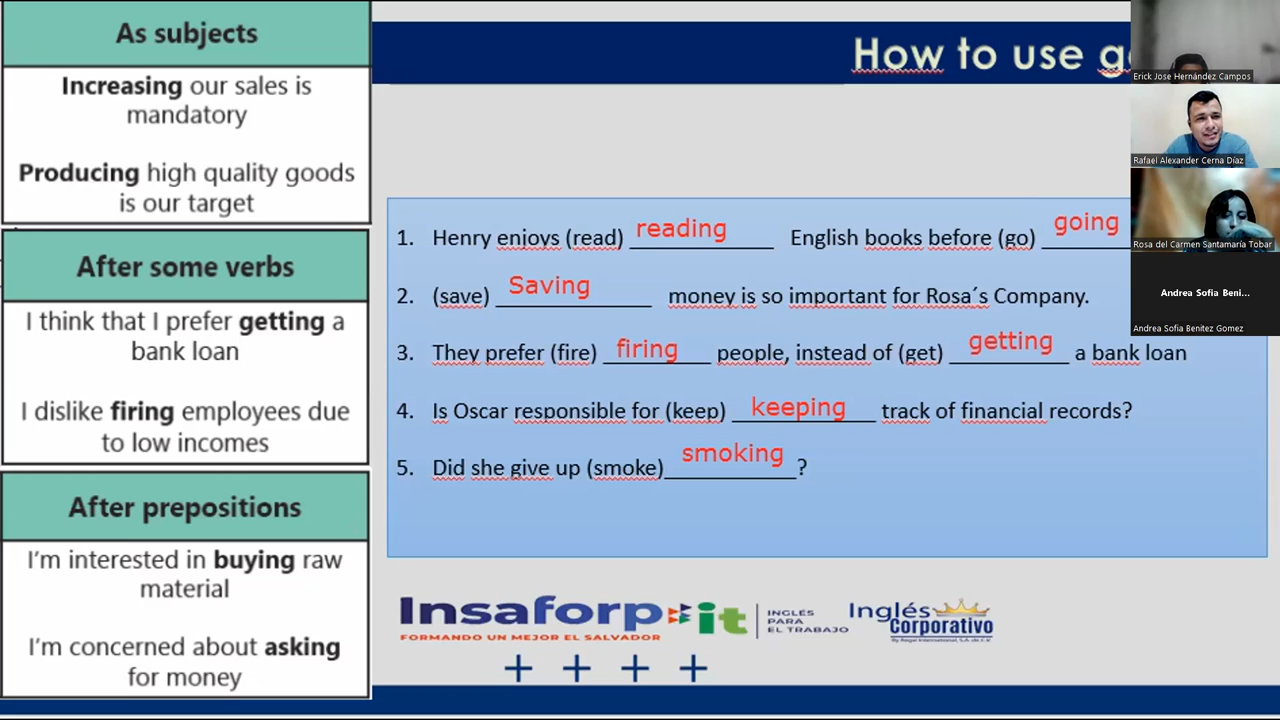 As subjects
Increasing our sales is
mandatory
Producing high quality goods
is our target
After some verbs
I think that I prefer getting a
bank loan
I dislike firing employees due
to low incomes
After prepositions
I'm interested in buying raw
material
I'm concerned about asking
for money
How to use ge
1. Henry enjoys (read) reading English books before (go) going
2. (save) Saving money is so important for Rosa´s Company.
3. They prefer (fire) firing people, instead of (get) getting a bank loan
4. Is Oscar responsible for (keep) keeping track of financial records?
5. Did she give up (smoke) smoking ?
Insaforp it
FORMANDO UN MEJOR EL SALVADOR
INGLÉS
PARA
EL TRABAJO
Inglés
Corporativo
Erick Jose Hernández Campos
Rafael Alexander Cerna Díaz
Rosa del Carmen Santamaría Tobar
Andrea Sofia Beni...
Andrea Sofia Benitez Gomez